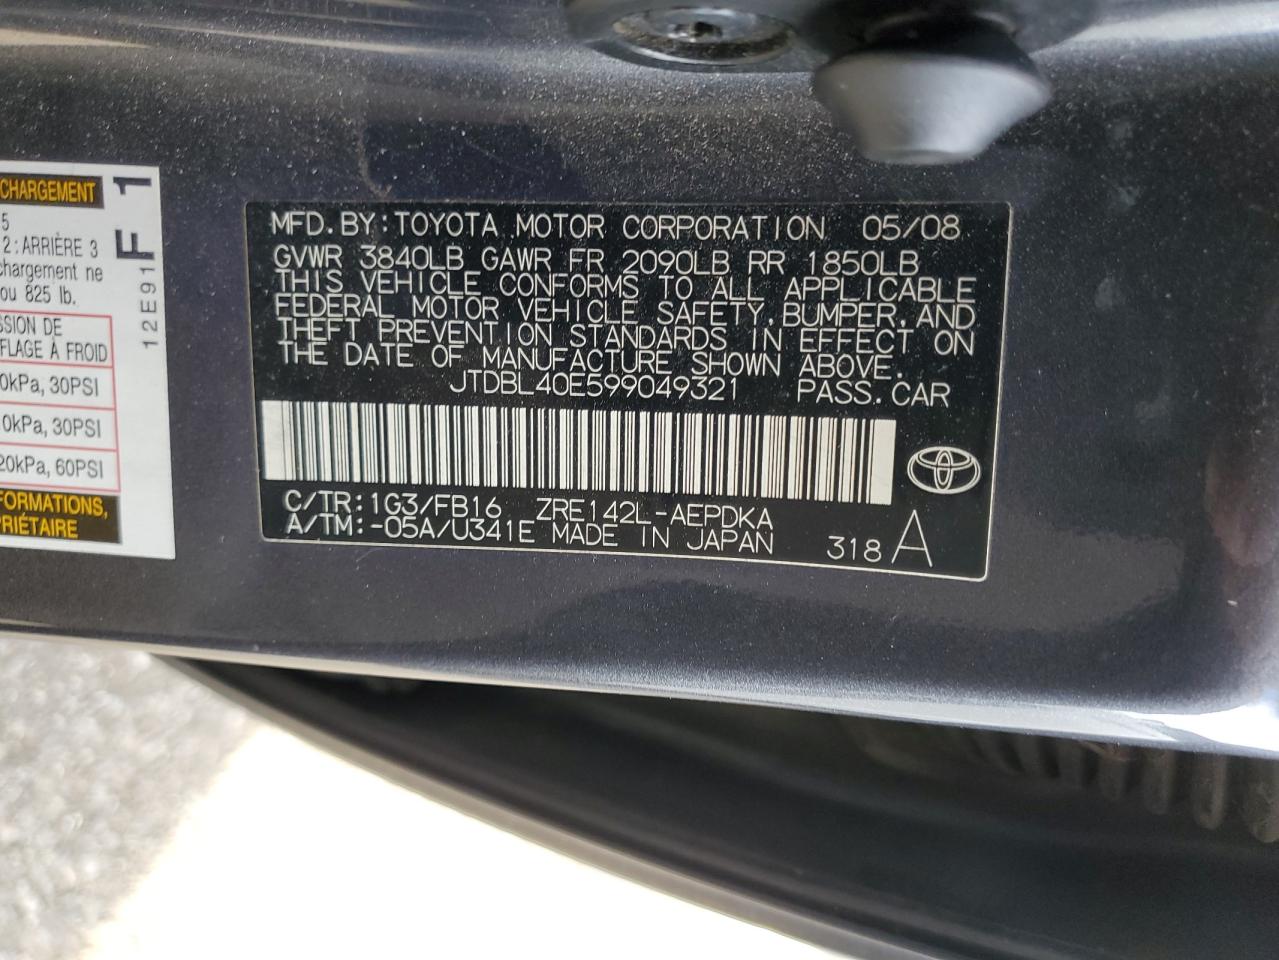 CHARGEMENT
F 1
5
2 : ARRIÈRE 3
chargement ne
ou 825 lb.
12E91
SSION DE
FLAGE À FROID
0kPa, 30PSI
0kPa, 30PSI
20kPa, 60PSI
FORMATIONS,
PRIÉTAIRE
MFD. BY: TOYOTA MOTOR CORPORATION 05/08
GVWR 3840LB GAWR FR 2090LB RR 1850LB
THIS VEHICLE CONFORMS TO ALL APPLICABLE
FEDERAL MOTOR VEHICLE SAFETY, BUMPER, AND
THEFT PREVENTION STANDARDS IN EFFECT ON
THE DATE OF MANUFACTURE SHOWN ABOVE.
JTDBL40E599049321 PASS. CAR
C/TR: 1G3/FB16 ZRE142L-AEPDKA
A/TM: -05A/U341E MADE IN JAPAN 318 A